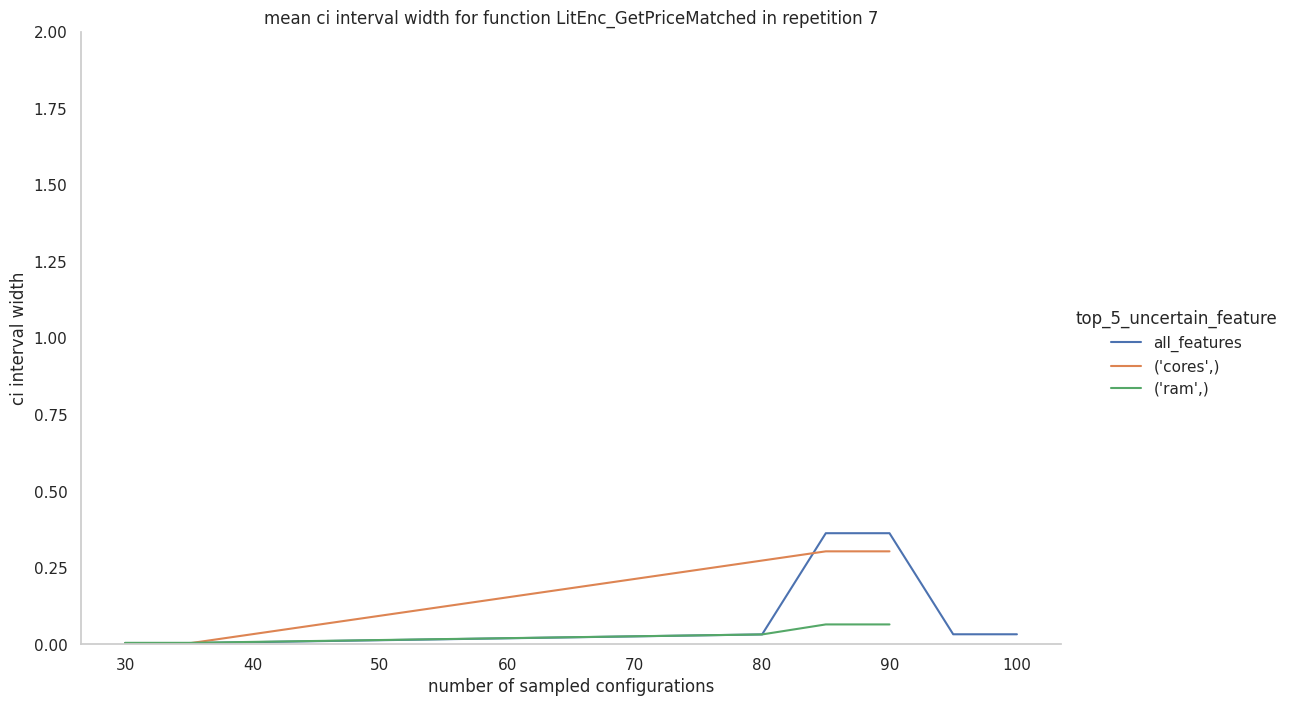 mean ci interval width for function LitEnc_GetPriceMatched in repetition 7
2.00
1.75
1.50
1.25
1.00
0.75
0.50
0.25
0.00
ci interval width
30 40 50 60 70 80 90 100
number of sampled configurations
top_5_uncertain_feature
all_features
('cores',)
('ram',)